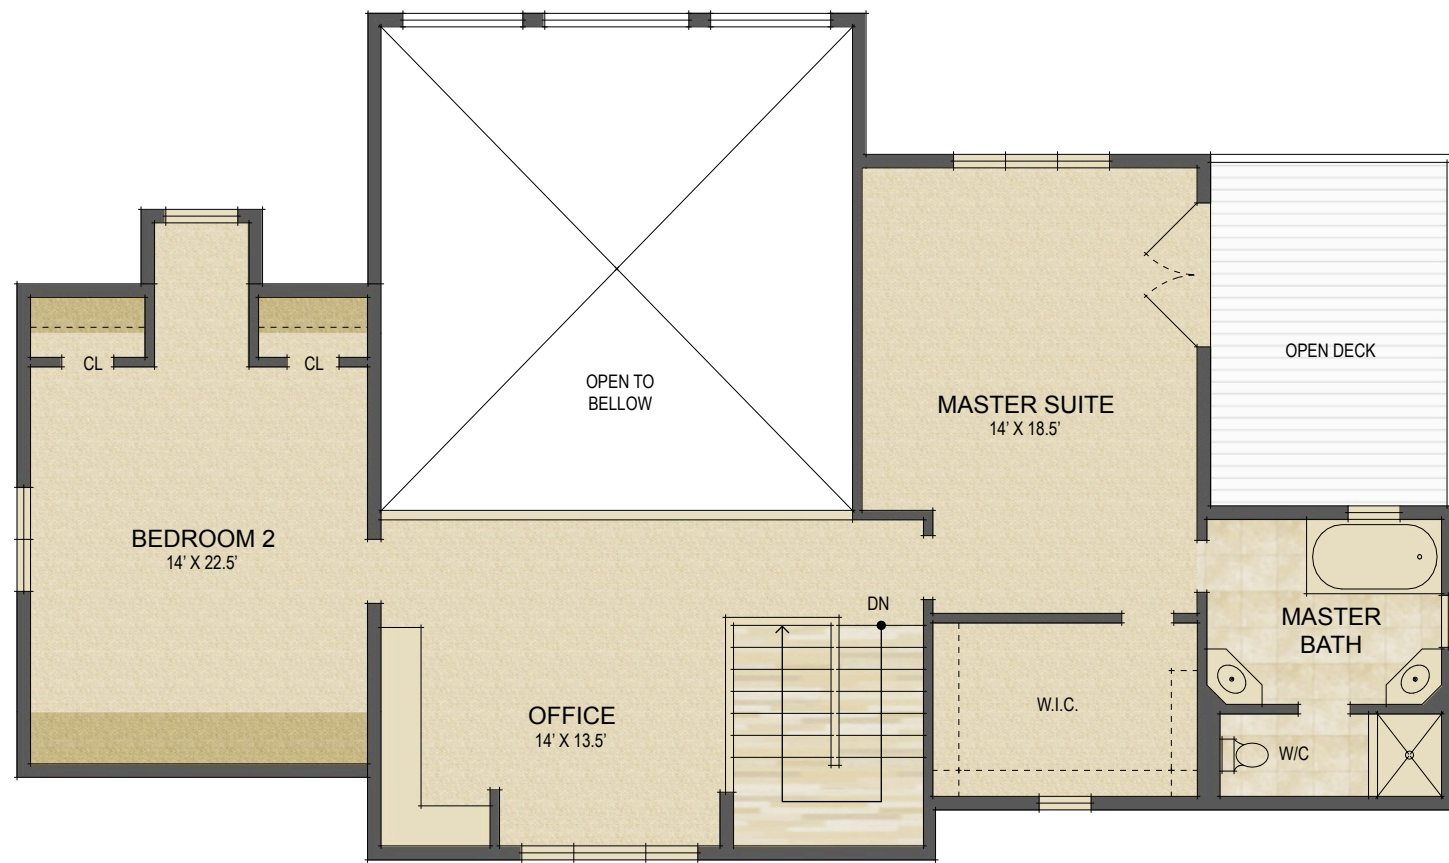 CL
CL
OPEN TO
BELLOW
OPEN DECK
MASTER SUITE
14' X 18.5'
BEDROOM 2
14' X 22.5'
DN
MASTER
BATH
OFFICE
14' X 13.5'
W.I.C.
W/C